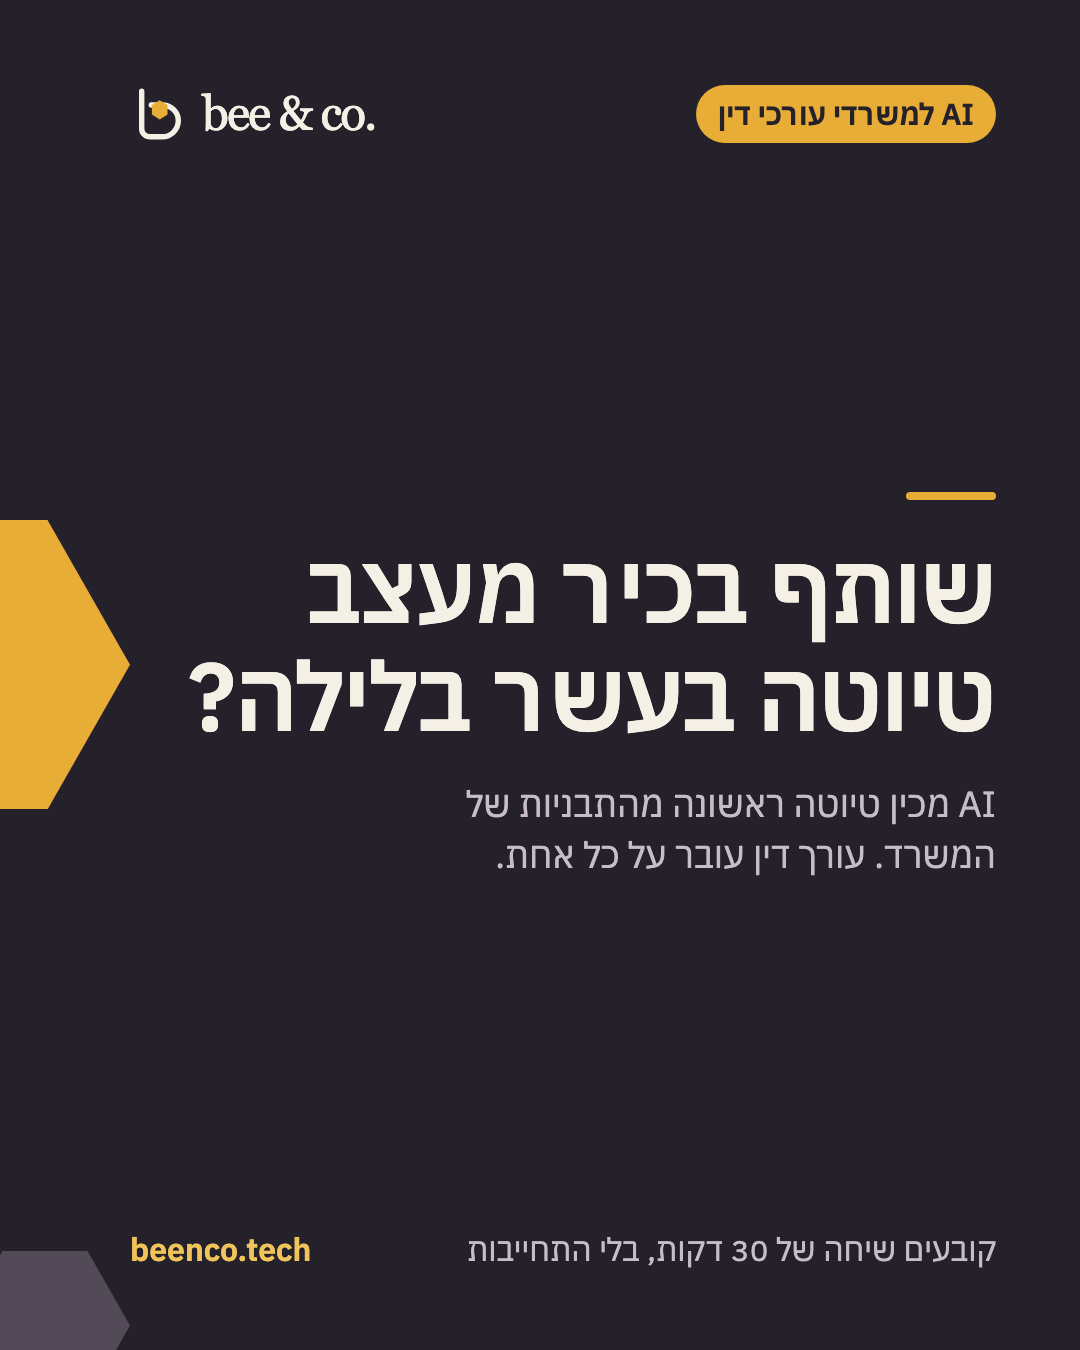 AI למשרדי עורכי דין
bee & co.
שותף בכיר מעצב
טיוטה בעשר בלילה?
AI מכין טיוטה ראשונה מהתבניות של
המשרד. עורך דין עובר על כל אחת.
קובעים שיחה של 30 דקות, בלי התחייבות
beenco.tech